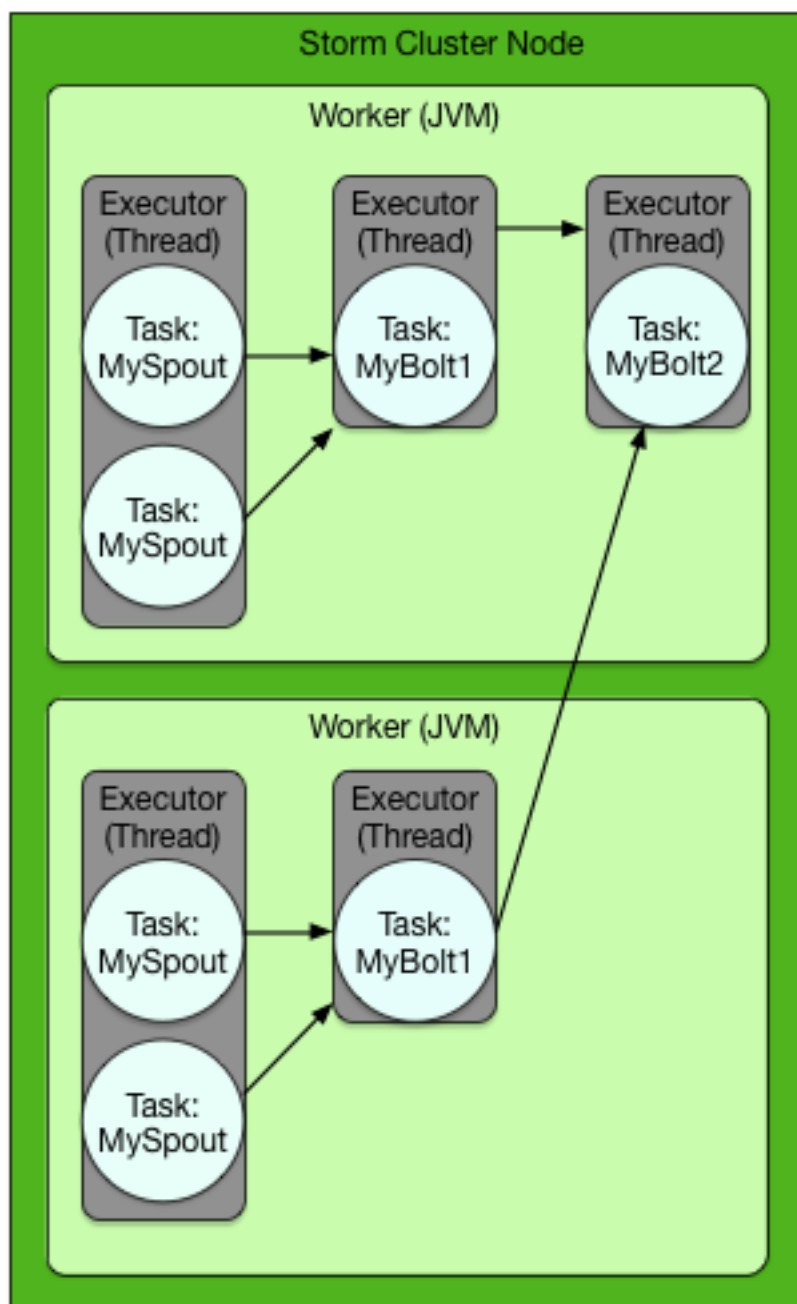 Storm Cluster Node
Worker (JVM)
Executor
(Thread)
Task:
MySpout
Task:
MySpout
Executor
(Thread)
Task:
MyBolt1
Executor
(Thread)
Task:
MyBolt2
Worker (JVM)
Executor
(Thread)
Task:
MySpout
Task:
MySpout
Executor
(Thread)
Task:
MyBolt1